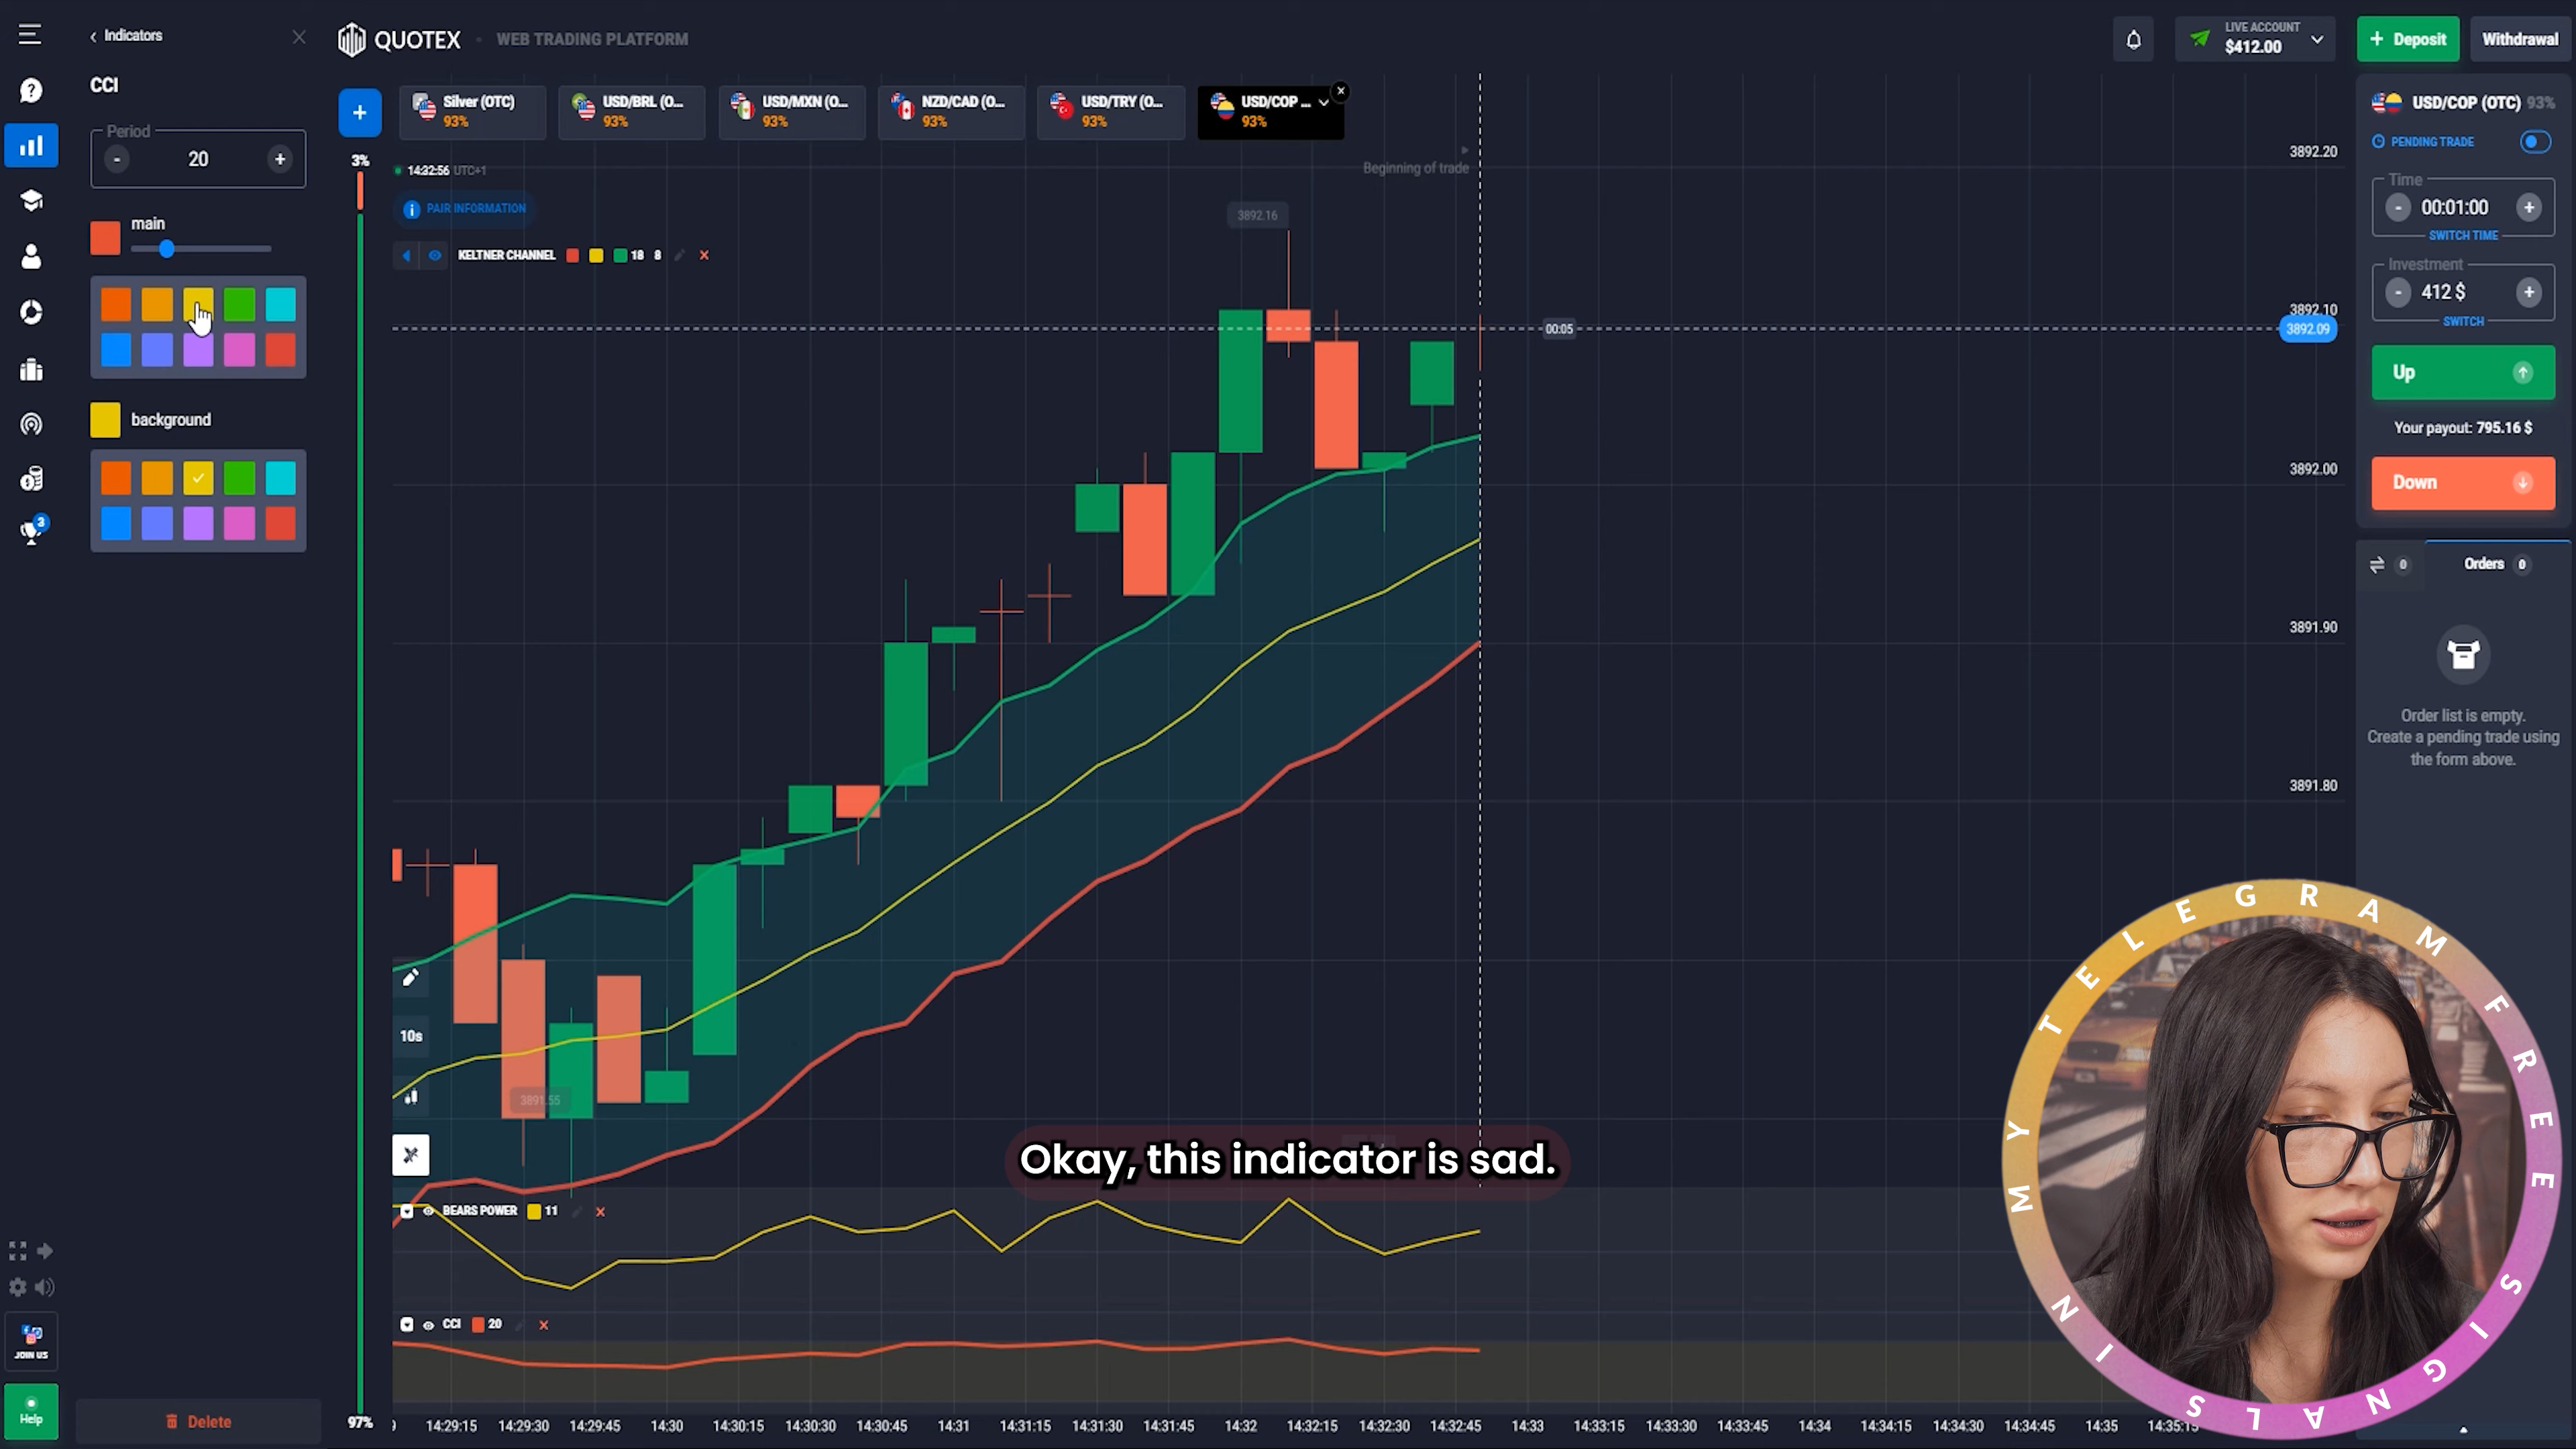 Indicators
CCI
Period
- 20 +
main
background
Delete
JOIN US
Help
3
QUOTEX
WEB TRADING PLATFORM
LIVE ACCOUNT
$412.00
+ Deposit
Withdrawal
+
Silver (OTC)
93%
USD/BRL (O...
93%
USD/MXN (O...
93%
NZD/CAD (O...
93%
USD/TRY (O...
93%
USD/COP ...
93%
3%
97%
14:32:56 UTC+1
PAIR INFORMATION
KELTNER CHANNEL 18 8
Beginning of trade
3892.16
00:05
3891.55
10s
3892.20
3892.10
3892.09
3892.00
3891.90
3891.80
USD/COP (OTC) 93%
PENDING TRADE
Time
- 00:01:00 +
SWITCH TIME
Investment
- 412 $ +
SWITCH
Up
Your payout: 795.16 $
Down
0
Orders 0
Order list is empty.
Create a pending trade using
the form above.
Okay, this indicator is sad.
BEARS POWER 11
CCI 20
14:29:15 14:29:30 14:29:45 14:30 14:30:15 14:30:30 14:30:45 14:31 14:31:15 14:31:30 14:31:45 14:32 14:32:15 14:32:30 14:32:45 14:33 14:33:15 14:33:30 14:33:45 14:34 14:34:15 14:34:30 14:34:45 14:35 14:35:15
MY TELEGRAM FREE SIGNALS IN